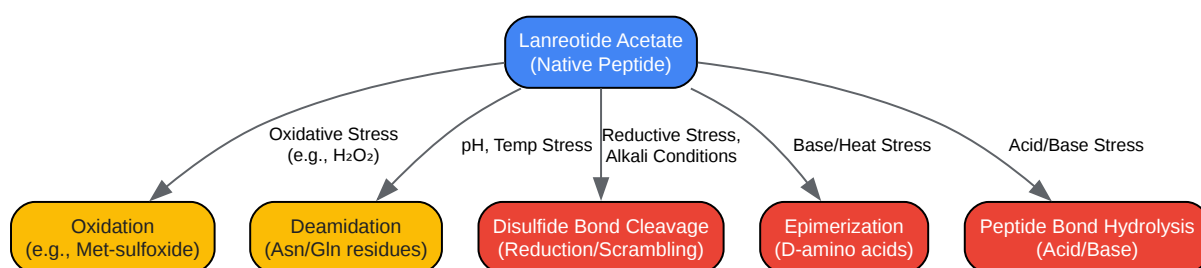 Lanreotide Acetate
(Native Peptide)
Oxidative Stress
(e.g., H₂O₂)
pH, Temp Stress
Reductive Stress,
Alkali Conditions
Base/Heat Stress
Acid/Base Stress
Oxidation
(e.g., Met-sulfoxide)
Deamidation
(Asn/Gln residues)
Disulfide Bond Cleavage
(Reduction/Scrambling)
Epimerization
(D-amino acids)
Peptide Bond Hydrolysis
(Acid/Base)